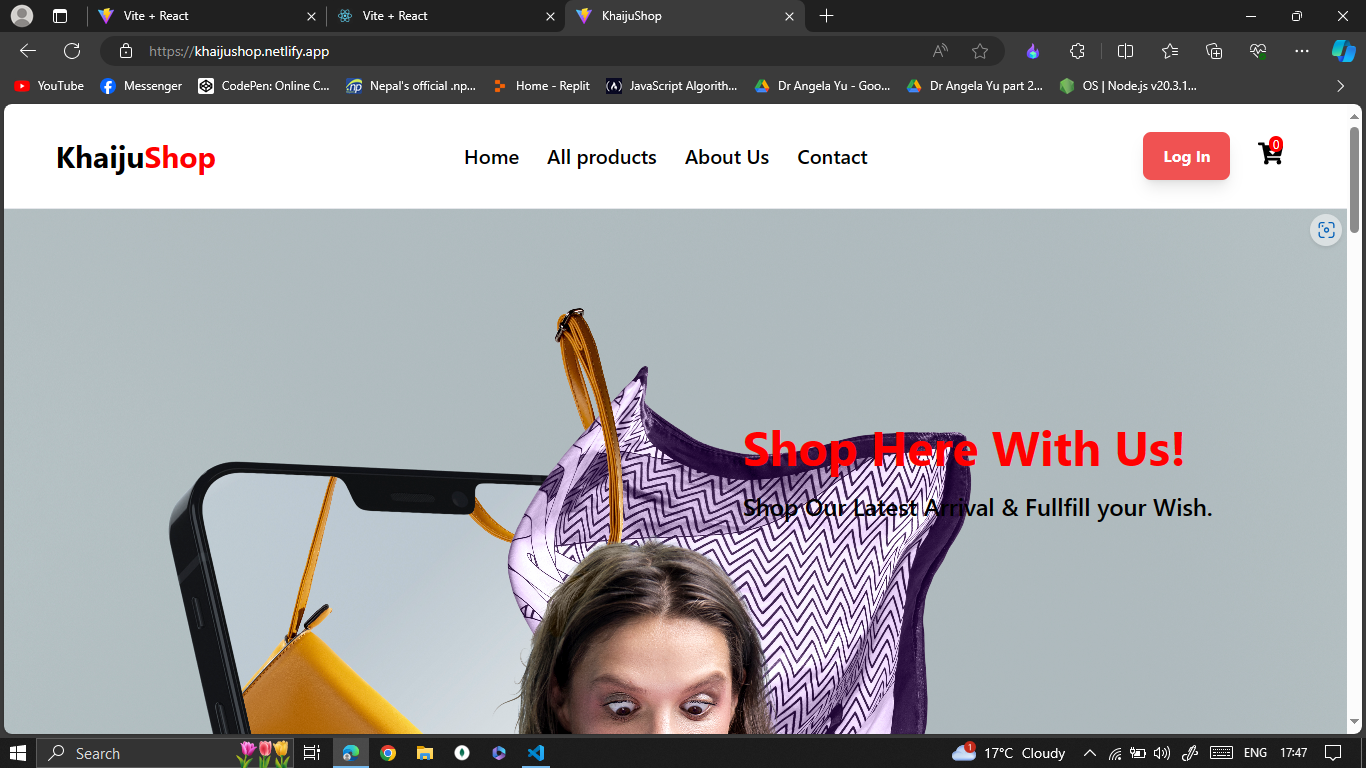 Vite + React
Vite + React
KhaijuShop
https://khaijushop.netlify.app
YouTube
Messenger
CodePen: Online C...
Nepal's official .np...
Home - Replit
JavaScript Algorith...
Dr Angela Yu - Goo...
Dr Angela Yu part 2...
OS | Node.js v20.3.1...
KhaijuShop
Home
All products
About Us
Contact
Log In
0
Shop Here With Us!
Shop Our Latest Arrival & Fullfill your Wish.
Search
1
17°C Cloudy
ENG
17:47